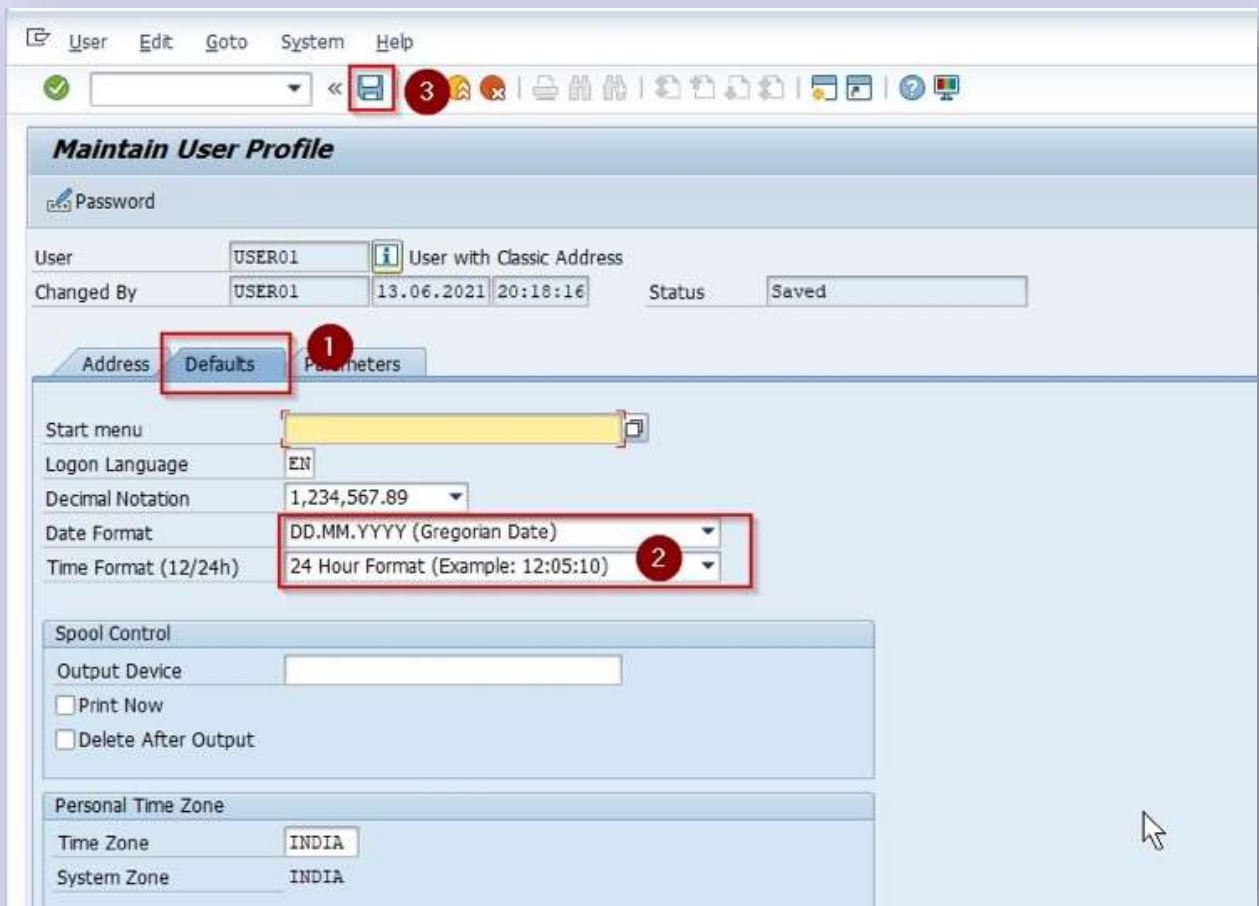 User Edit Goto System Help
3
Maintain User Profile
Password
User USER01 User with Classic Address
Changed By USER01 13.06.2021 20:18:16 Status Saved
1
Address Defaults Parameters
Start menu
Logon Language EN
Decimal Notation 1,234,567.89
Date Format DD.MM.YYYY (Gregorian Date)
Time Format (12/24h) 24 Hour Format (Example: 12:05:10) 2
Spool Control
Output Device
Print Now
Delete After Output
Personal Time Zone
Time Zone INDIA
System Zone INDIA